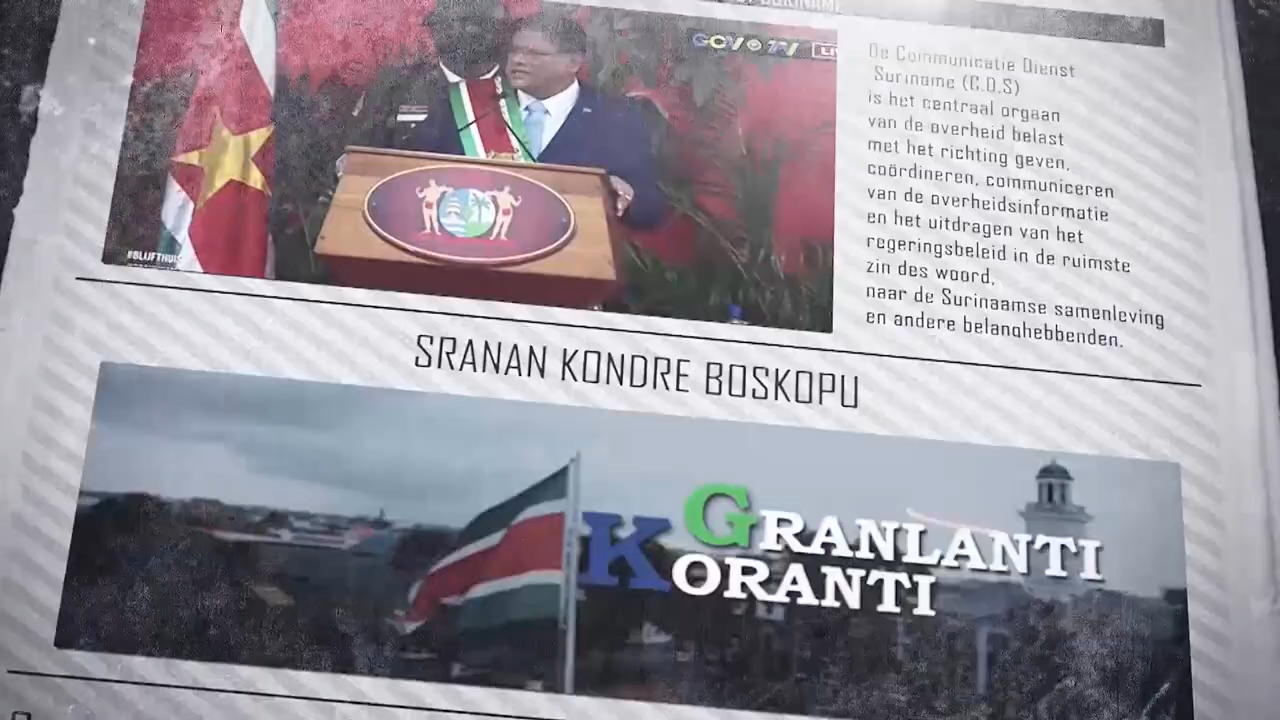 GOV TV LIVE
De Communicatie Dienst
Suriname (C.D.S)
is het centraal orgaan
van de overheid belast
met het richting geven,
coördineren, communiceren
van de overheidsinformatie
en het uitdragen van het
regeringsbeleid in de ruimste
zin des woord,
naar de Surinaamse samenleving
en andere belanghebbenden.
#BLIJFTHUIS
SRANAN KONDRE BOSKOPU
GRANLANTI
KORANTI